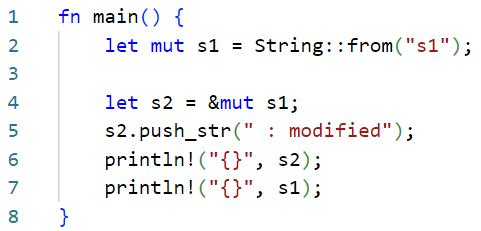 1 fn main() {
2     let mut s1 = String::from("s1");
3
4     let s2 = &mut s1;
5     s2.push_str(" : modified");
6     println!("{}", s2);
7     println!("{}", s1);
8 }